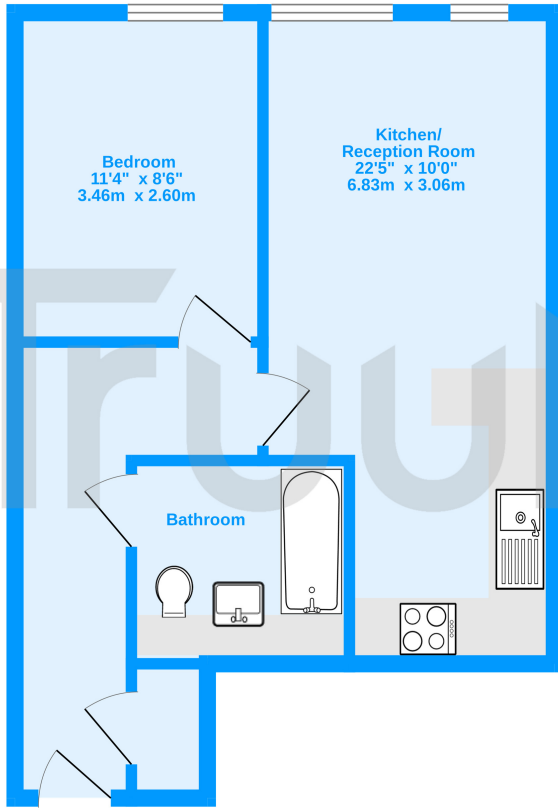 Kitchen/
Reception Room
22'5" x 10'0"
6.83m x 3.06m
Bedroom
11'4" x 8'6"
3.46m x 2.60m
Bathroom